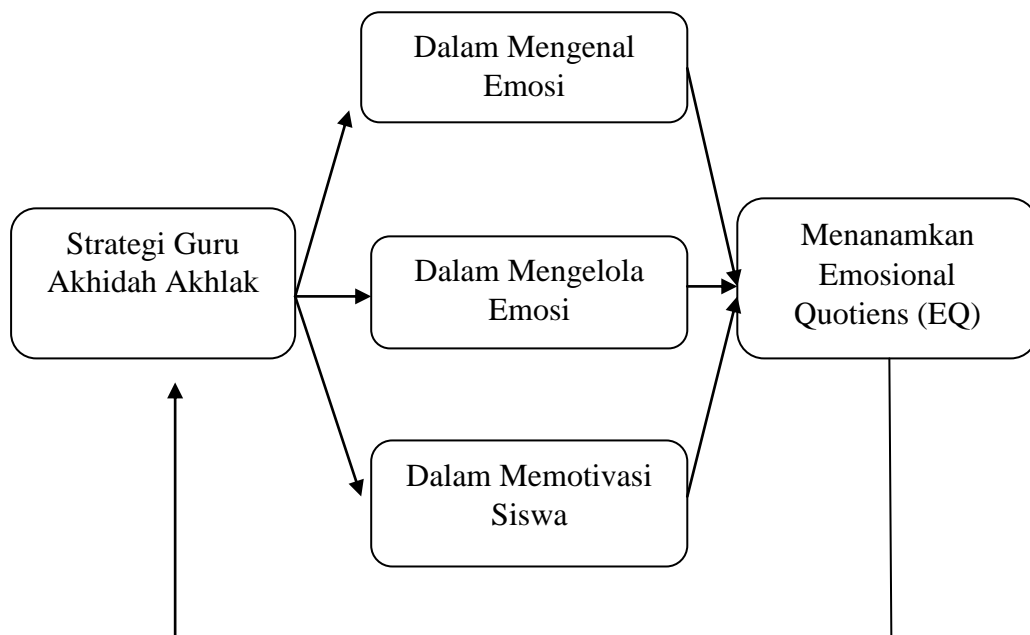 Dalam Mengenal
Emosi
Strategi Guru
Akhidah Akhlak
Dalam Mengelola
Emosi
Menanamkan
Emosional
Quotiens (EQ)
Dalam Memotivasi
Siswa